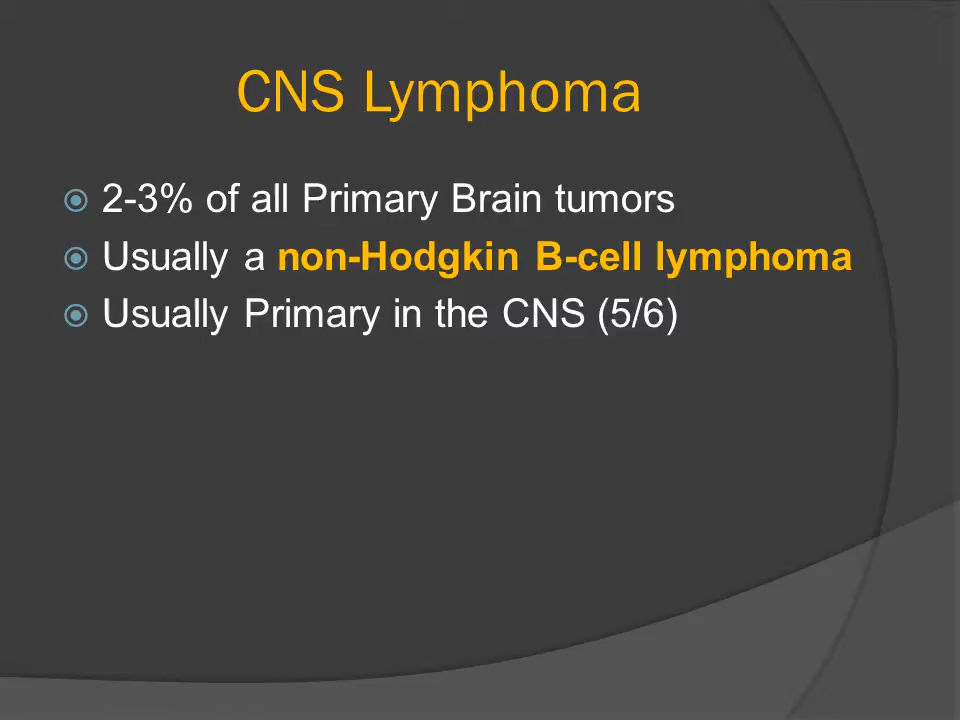 CNS Lymphoma
2-3% of all Primary Brain tumors
Usually a non-Hodgkin B-cell lymphoma
Usually Primary in the CNS (5/6)